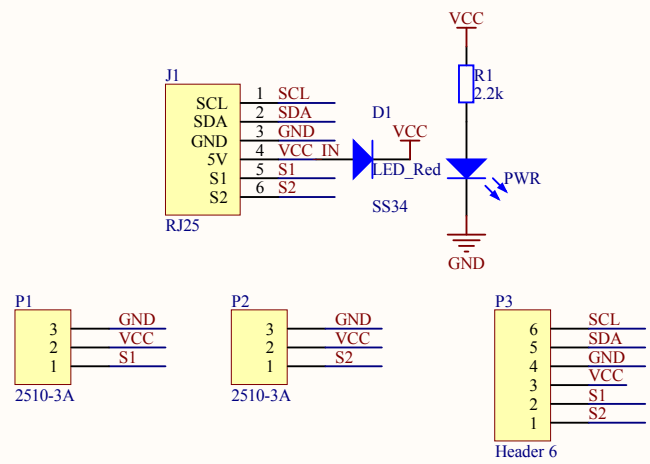 VCC
R1
2.2k
J1
SCL 1 SCL
SDA 2 SDA
GND 3 GND
5V 4 VCC_IN
S1 5 S1
S2 6 S2
RJ25
D1
VCC
LED_Red
SS34
PWR
GND
P1
3 GND
2 VCC
1 S1
2510-3A
P2
3 GND
2 VCC
1 S2
2510-3A
P3
6 SCL
5 SDA
4 GND
3 VCC
2 S1
1 S2
Header 6